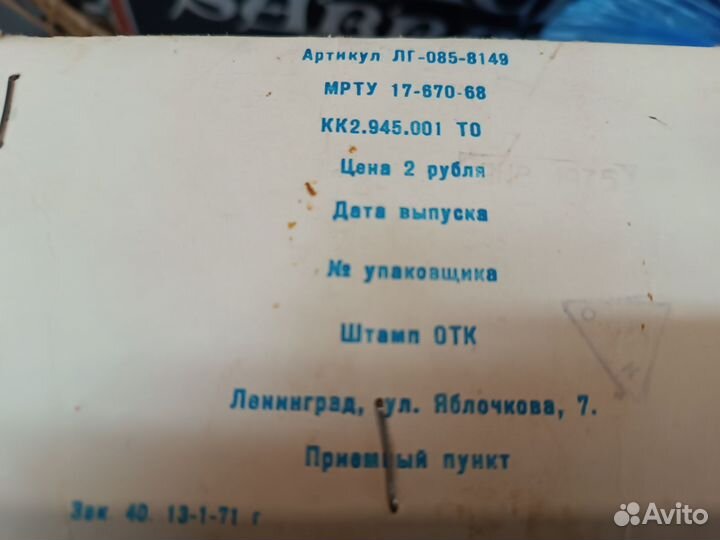 Артикул ЛГ-085-8149
МРТУ 17-670-68
КК2.945.001 ТО
Цена 2 рубля
Дата выпуска
№ упаковщика
Штамп ОТК
Ленинград, ул. Яблочкова, 7.
Приемный пункт
Зак 40. 13-1-71 г
Avito